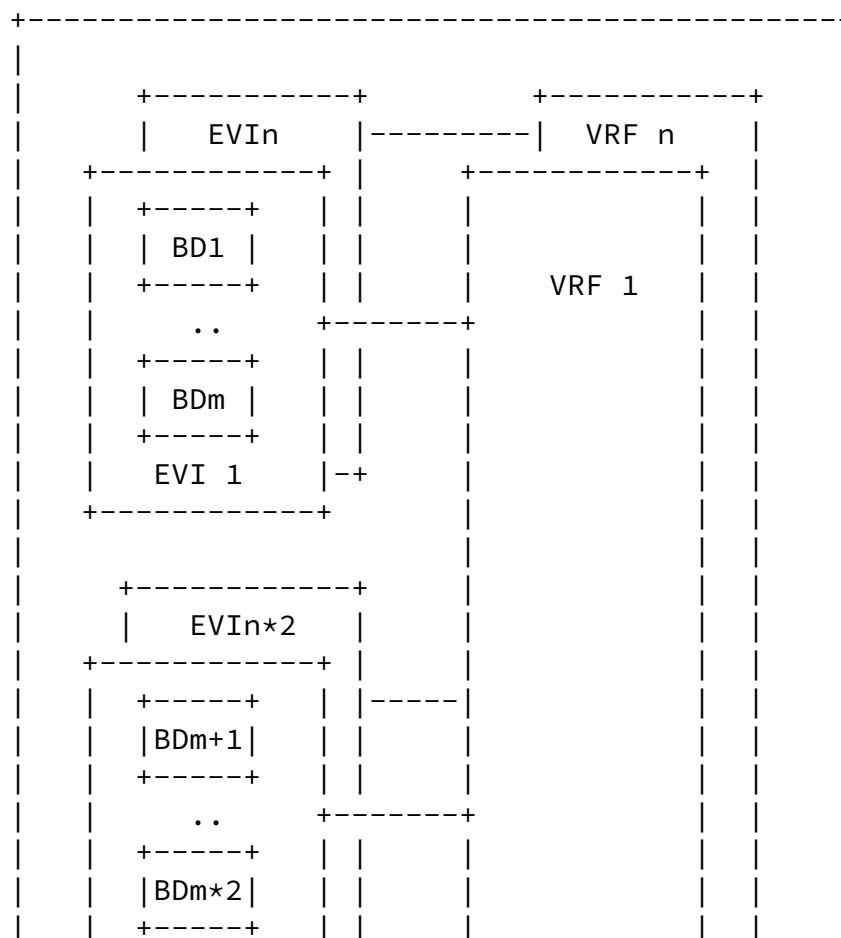 EVIn VRF n
BD1
VRF 1
..
BDm
EVI 1
EVIn*2
BDm+1
..
BDm*2